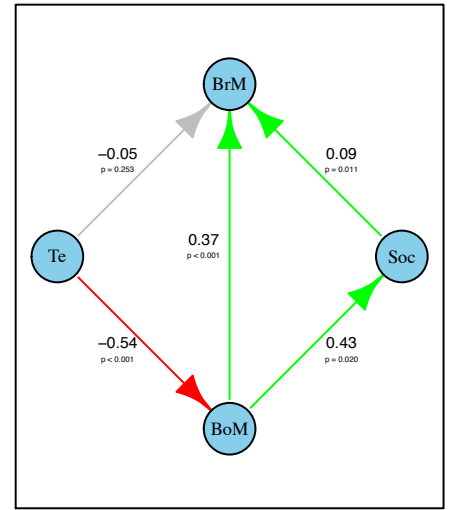 BrM
−0.05
p = 0.253
0.09
p = 0.011
0.37
p < 0.001
Te
Soc
−0.54
p < 0.001
0.43
p = 0.020
BoM